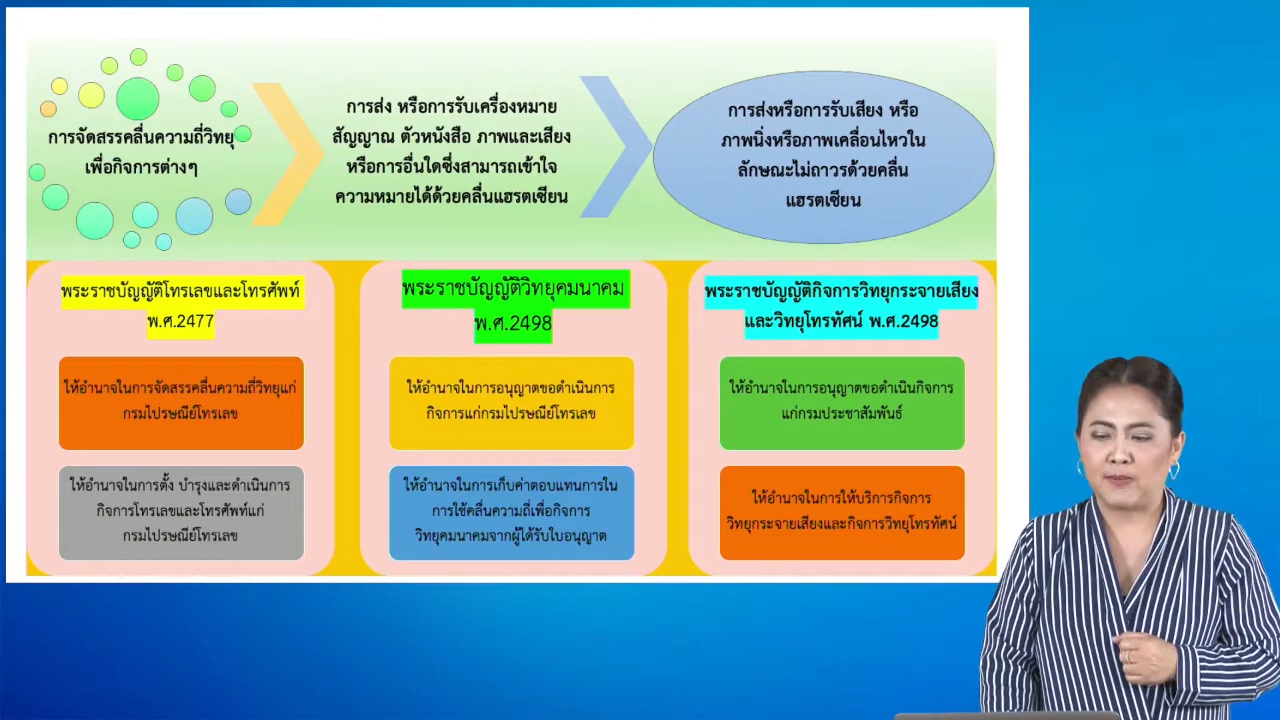 การจัดสรรคลื่นความถี่วิทยุ
เพื่อกิจการต่างๆ
การส่ง หรือการรับเครื่องหมาย
สัญญาณ ตัวหนังสือ ภาพและเสียง
หรือการอื่นใดซึ่งสามารถเข้าใจ
ความหมายได้ด้วยคลื่นแฮรตเซียน
การส่งหรือการรับเสียง หรือ
ภาพนิ่งหรือภาพเคลื่อนไหวใน
ลักษณะไม่ถาวรด้วยคลื่น
แฮรตเซียน
พระราชบัญญัติโทรเลขและโทรศัพท์
พ.ศ.2477
ให้อำนาจในการจัดสรรคลื่นความถี่วิทยุแก่
กรมไปรษณีย์โทรเลข
ให้อำนาจในการตั้ง บำรุงและดำเนินการ
กิจการโทรเลขและโทรศัพท์แก่
กรมไปรษณีย์โทรเลข
พระราชบัญญัติวิทยุคมนาคม
พ.ศ.2498
ให้อำนาจในการอนุญาตขอดำเนินการ
กิจการแก่กรมไปรษณีย์โทรเลข
ให้อำนาจในการเก็บค่าตอบแทนการใน
การใช้คลื่นความถี่เพื่อกิจการ
วิทยุคมนาคมจากผู้ได้รับใบอนุญาต
พระราชบัญญัติกิจการวิทยุกระจายเสียง
และวิทยุโทรทัศน์ พ.ศ.2498
ให้อำนาจในการอนุญาตขอดำเนินกิจการ
แก่กรมประชาสัมพันธ์
ให้อำนาจในการให้บริการกิจการ
วิทยุกระจายเสียงและกิจการวิทยุโทรทัศน์